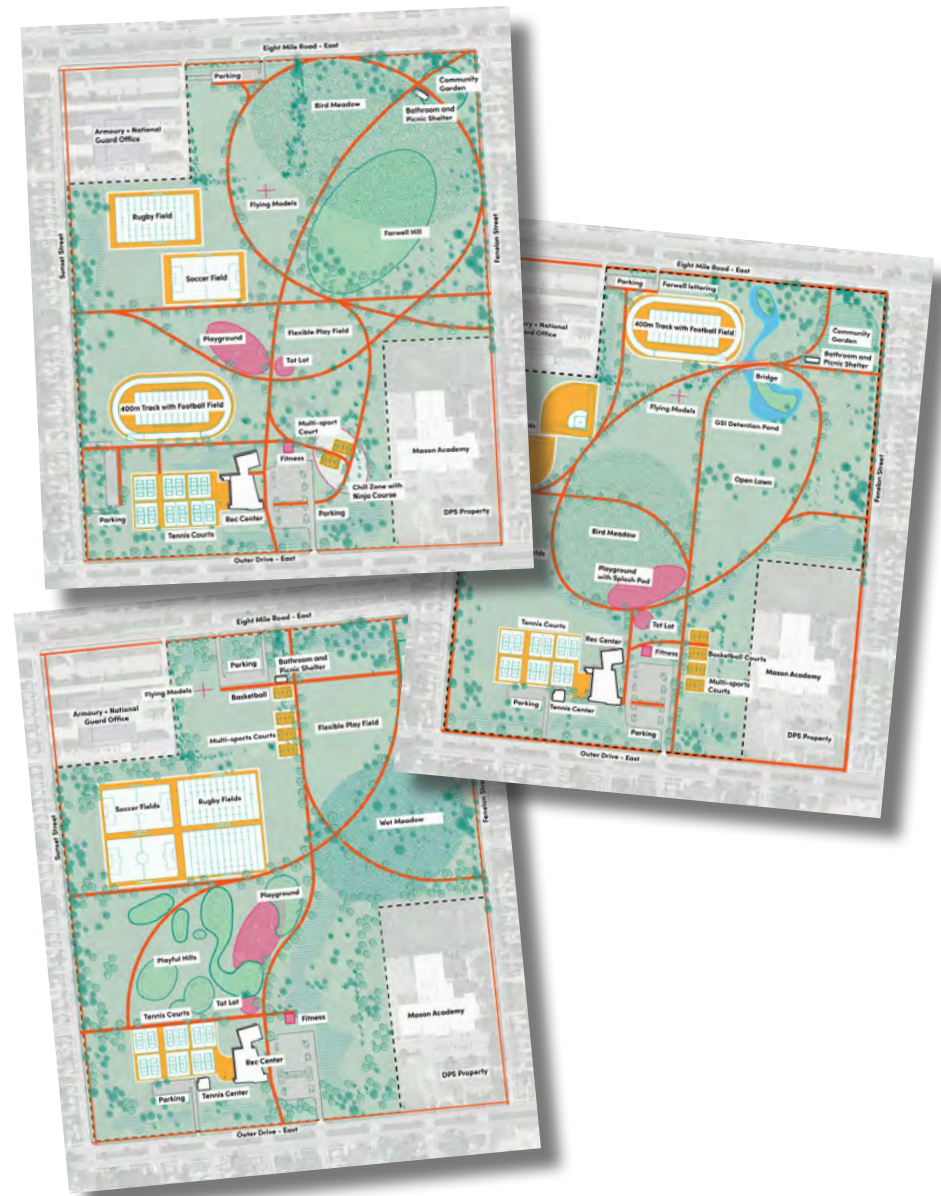 Eight Mile Road - East
Parking
Community
Garden
Bird Meadow
Bathroom and
Picnic Shelter
Armoury + National
Guard Office
Flying Models
Rugby Field
Farwell Hill
Sunset Street
Fenelon Street
Soccer Field
Flexible Play Field
Playground
Tot Lot
400m Track with Football Field
Multi-sport
Court
Mason Academy
Fitness
Chill Zone with
Ninja Course
Parking
Rec Center
Parking
DPS Property
Tennis Courts
Outer Drive - East
Eight Mile Road - East
Parking
Farwell lettering
400m Track with Football Field
Community
Garden
Bathroom and
Picnic Shelter
Bridge
Flying Models
GSI Detention Pond
Open Lawn
Fenelon Street
Bird Meadow
Playground
with Splash Pad
Tot Lot
Tennis Courts
Rec Center
Fitness
Basketball Courts
Mason Academy
Multi-sports
Courts
Parking
Tennis Center
Parking
DPS Property
Outer Drive - East
Eight Mile Road - East
Parking
Bathroom and
Picnic Shelter
Flying Models
Basketball
Armoury + National
Guard Office
Flexible Play Field
Multi-sports Courts
Soccer Fields
Rugby Fields
Sunset Street
Wet Meadow
Playground
Playful Hills
Tot Lot
Tennis Courts
Fitness
Mason Academy
Rec Center
Parking
Tennis Center
DPS Property
Outer Drive - East